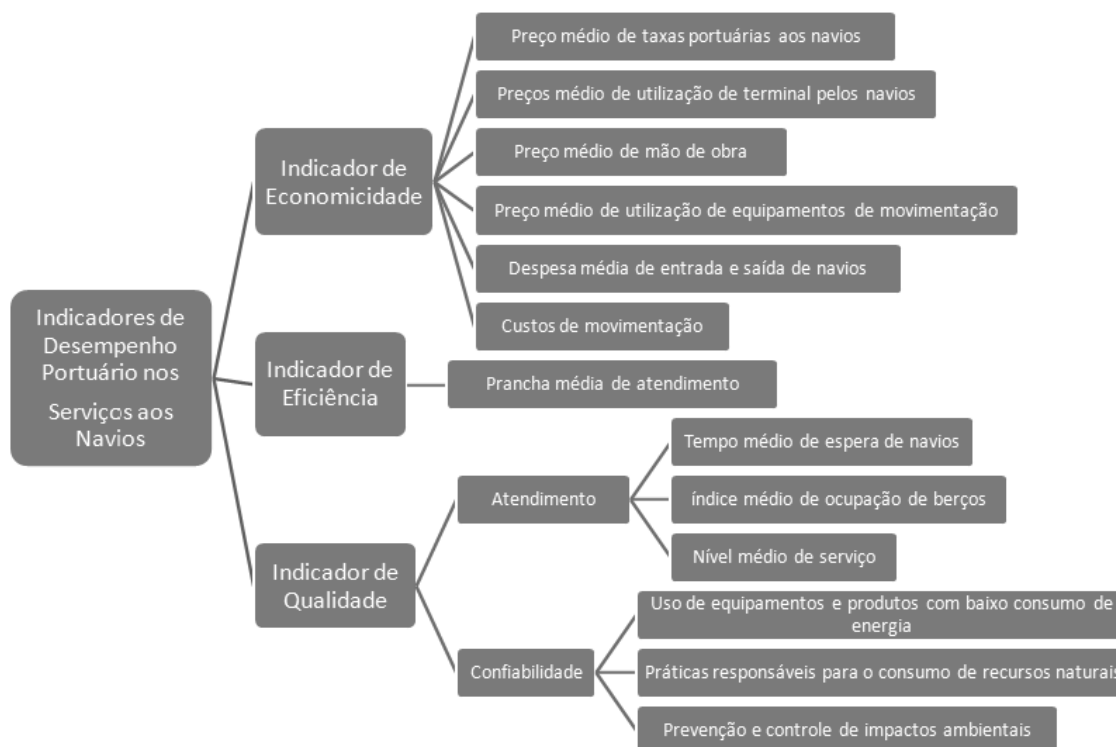 Indicadores de
Desempenho
Portuário nos
Serviços aos
Navios
Indicador de
Economicidade
Preço médio de taxas portuárias aos navios
Preços médio de utilização de terminal pelos navios
Preço médio de mão de obra
Preço médio de utilização de equipamentos de movimentação
Despesa média de entrada e saída de navios
Custos de movimentação
Indicador de
Eficiência
Prancha média de atendimento
Indicador de
Qualidade
Atendimento
Tempo médio de espera de navios
índice médio de ocupação de berços
Nível médio de serviço
Confiabilidade
Uso de equipamentos e produtos com baixo consumo de
energia
Práticas responsáveis para o consumo de recursos naturais
Prevenção e controle de impactos ambientais